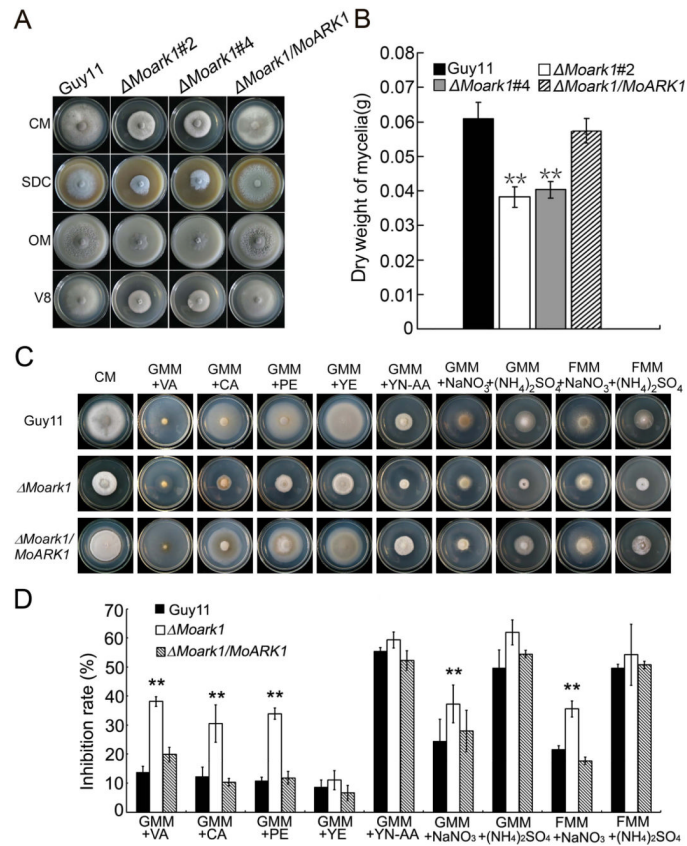 A
Guy11 ΔMoark1#2 ΔMoark1#4 ΔMoark1/MoARK1
CM
SDC
OM
V8
B
Guy11 ΔMoark1#2
ΔMoark1#4 ΔMoark1/MoARK1
Dry weight of mycelia(g)
0.08
0.07
0.06
0.05
0.04
0.03
0.02
0.01
0.00
** **
C
CM GMM GMM GMM GMM GMM GMM GMM FMM FMM
+VA +CA +PE +YE +YN-AA +NaNO₃ +(NH₄)₂SO₄ +NaNO₃ +(NH₄)₂SO₄
Guy11
ΔMoark1
ΔMoark1/
MoARK1
D
Guy11
ΔMoark1
ΔMoark1/MoARK1
Inhibition rate (%)
70
60
50
40
30
20
10
0
** ** ** ** **
GMM GMM GMM GMM GMM GMM GMM FMM FMM
+VA +CA +PE +YE +YN-AA +NaNO₃ +(NH₄)₂SO₄ +NaNO₃ +(NH₄)₂SO₄